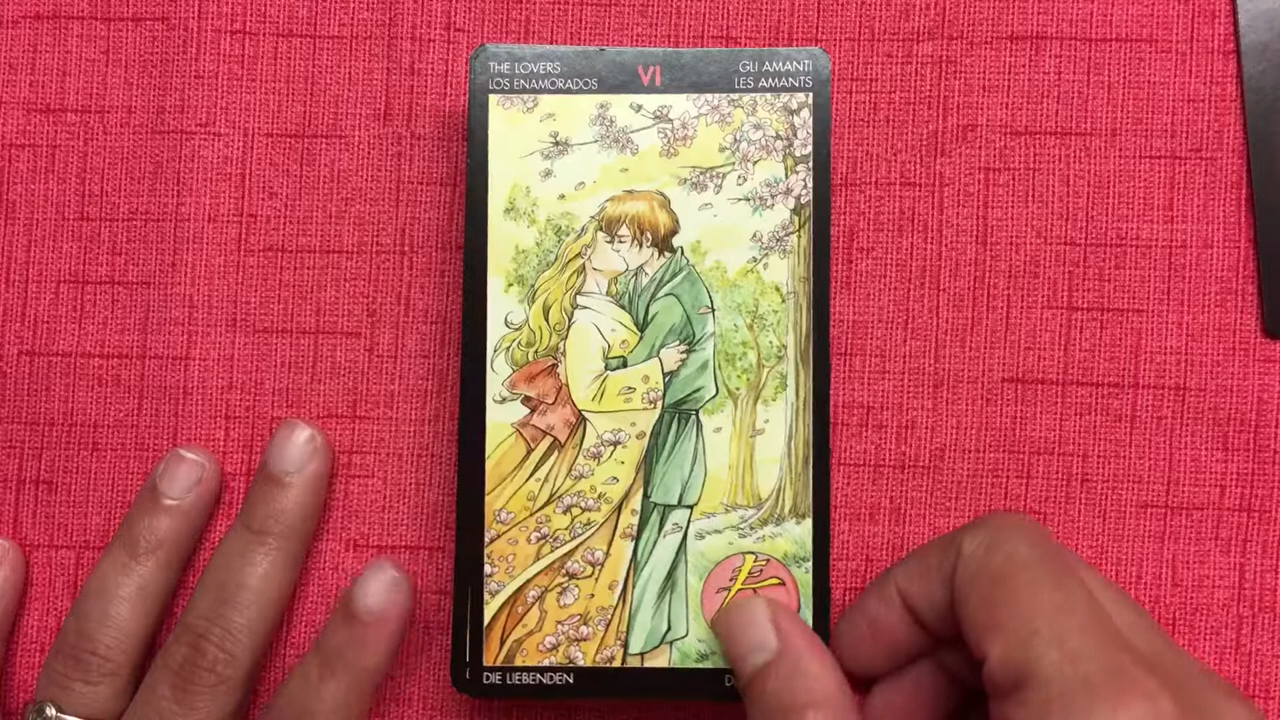 THE LOVERS
LOS ENAMORADOS
VI
GLI AMANTI
LES AMANTS
DIE LIEBENDEN